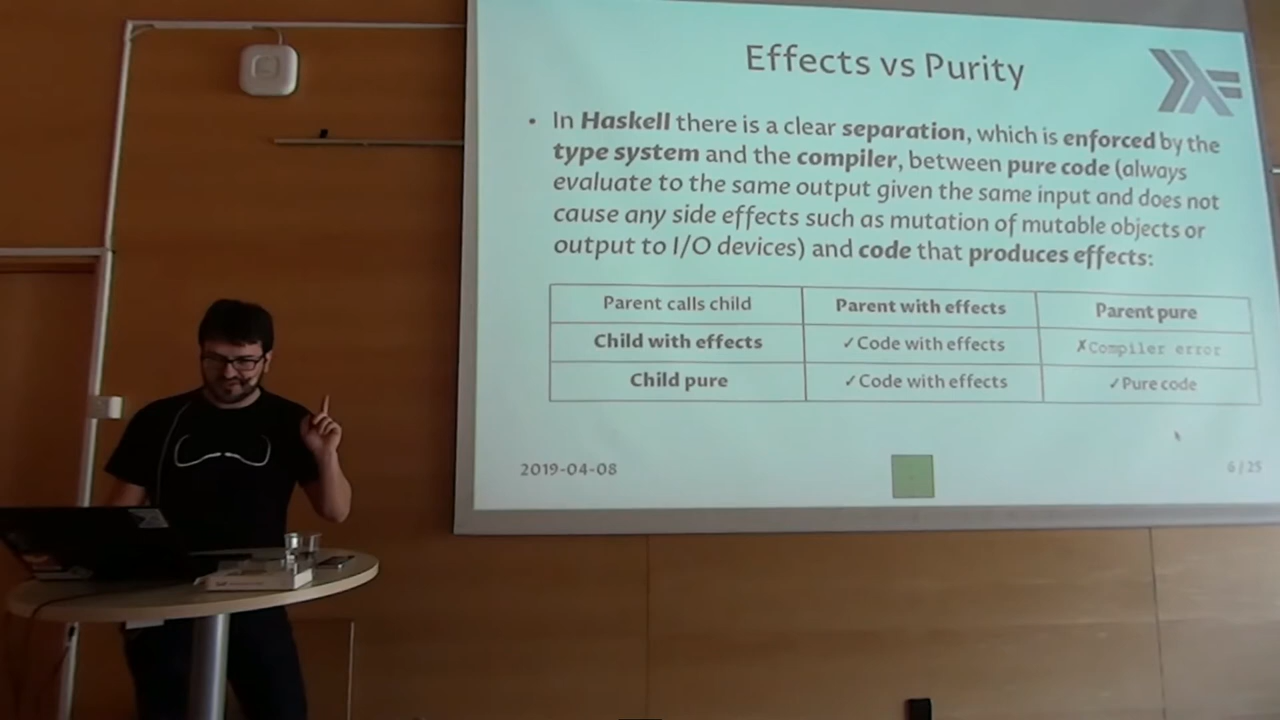 Effects vs Purity
• In Haskell there is a clear separation, which is enforced by the
type system and the compiler, between pure code (always
evaluate to the same output given the same input and does not
cause any side effects such as mutation of mutable objects or
output to I/O devices) and code that produces effects:
Parent calls child Parent with effects Parent pure
Child with effects ✓Code with effects ✗Compiler error
Child pure ✓Code with effects ✓Pure code
2019-04-08 6/25